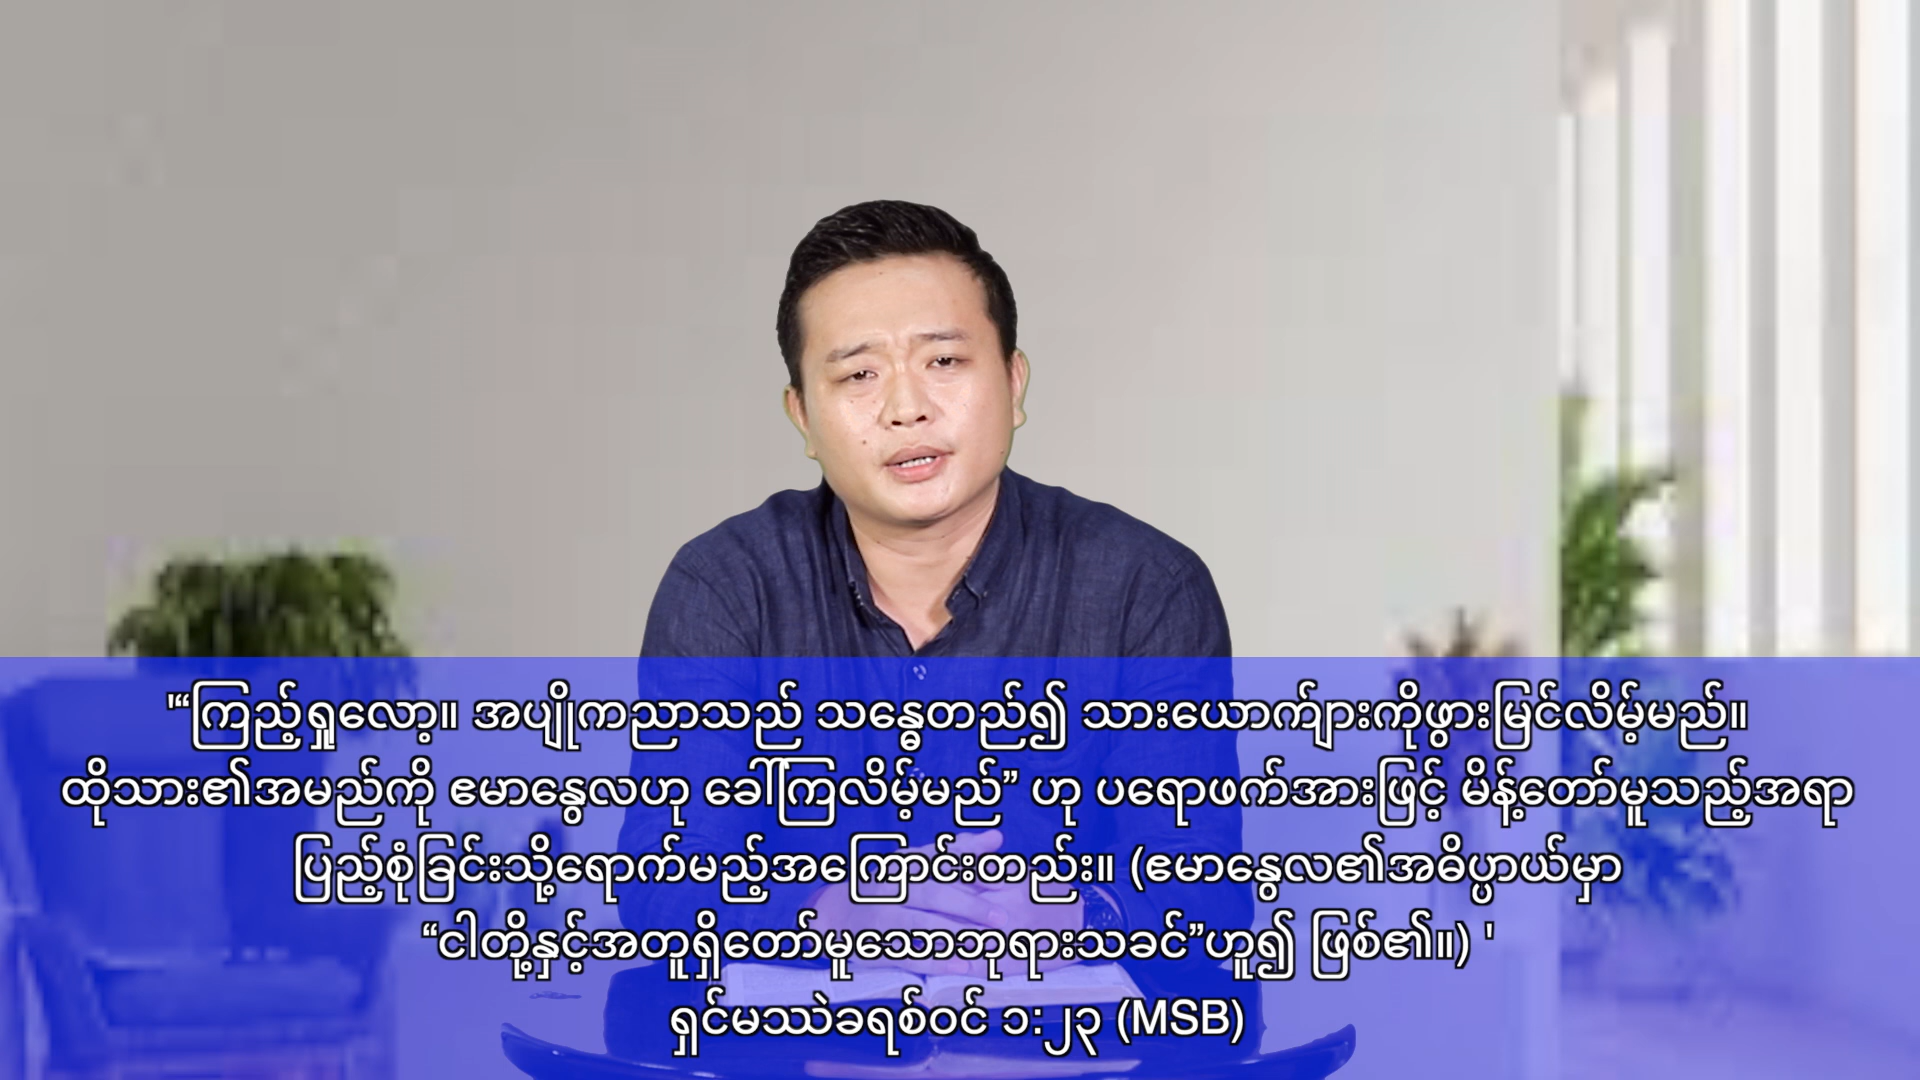 '“ကြည့်ရှုလော့။ အပျိုကညာသည် သန္ဓေတည်၍ သားယောက်ျားကိုဖွားမြင်လိမ့်မည်။
ထိုသား၏အမည်ကို ဧမာနွေလဟု ခေါ်ကြလိမ့်မည်” ဟု ပရောဖက်အားဖြင့် မိန့်တော်မူသည့်အရာ
ပြည့်စုံခြင်းသို့ရောက်မည့်အကြောင်းတည်း။ (ဧမာနွေလ၏အဓိပ္ပာယ်မှာ
“ငါတို့နှင့်အတူရှိတော်မူသောဘုရားသခင်”ဟူ၍ ဖြစ်၏။) '
ရှင်မဿဲခရစ်ဝင် ၁:၂၃ (MSB)